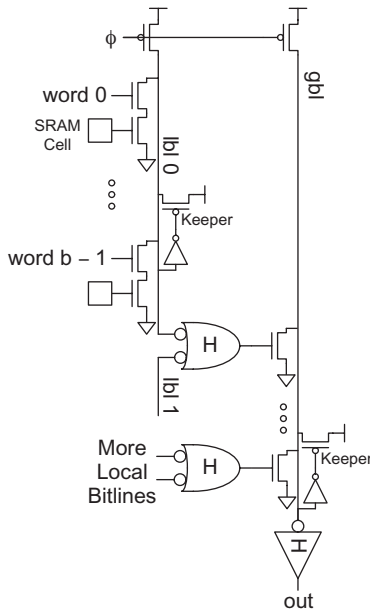 ϕ
gbl
word 0
SRAM
Cell
lbl 0
Keeper
word b − 1
H
lbl 1
More
Local
Bitlines
H
Keeper
H
out